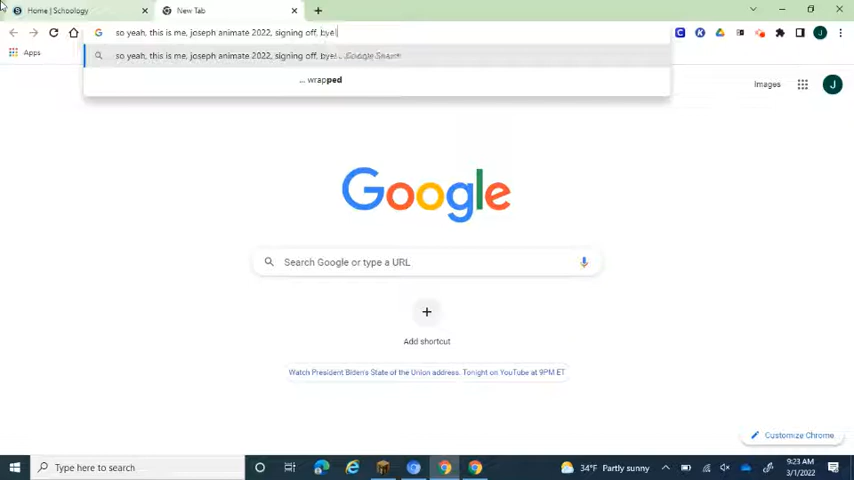 Home | Schoology
New Tab
so yeah, this is me, joseph animate 2022, signing off, bye!
J
Apps
so yeah, this is me, joseph animate 2022, signing off, bye! - Google Search
... wrapped
Images
J
Google
Search Google or type a URL
Add shortcut
Watch President Biden's State of the Union address. Tonight on YouTube at 9PM ET
Customize Chrome
Type here to search
34°F Partly sunny
9:23 AM
3/1/2022